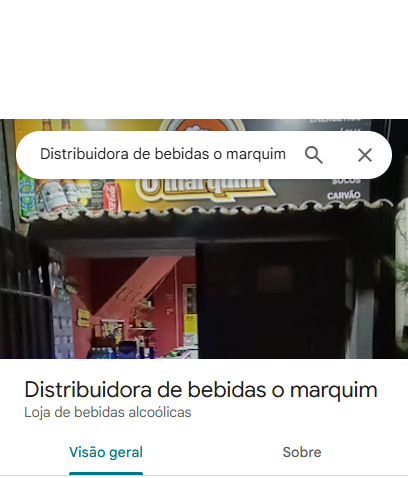 Distribuidora de bebidas o marquim
O marquim
SUCOS
CARVÃO
Distribuidora de bebidas o marquim
Loja de bebidas alcoólicas
Visão geral
Sobre